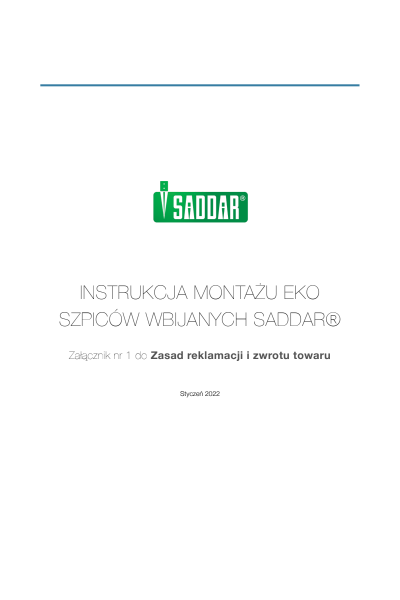 SADDAR®
INSTRUKCJA MONTAŻU EKO
SZPICÓW WBIJANYCH SADDAR®
Załącznik nr 1 do Zasad reklamacji i zwrotu towaru
Styczeń 2022